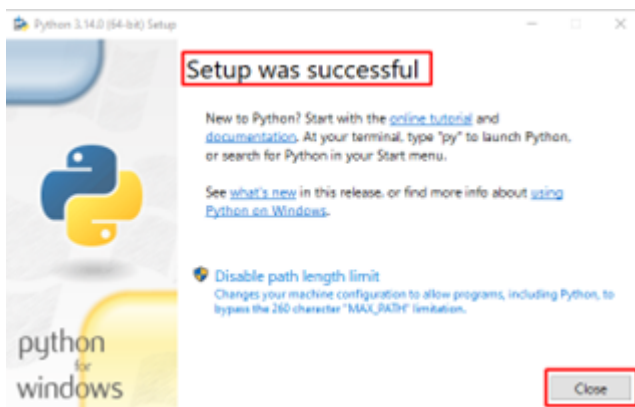 Python 3.14.0 (64-bit) Setup
Setup was successful
New to Python? Start with the online tutorial and
documentation. At your terminal, type "py" to launch Python,
or search for Python in your Start menu.
See what's new in this release, or find more info about using
Python on Windows.
Disable path length limit
Changes your machine configuration to allow programs, including Python, to
bypass the 260 character "MAX_PATH" limitation.
python
for
windows
Close